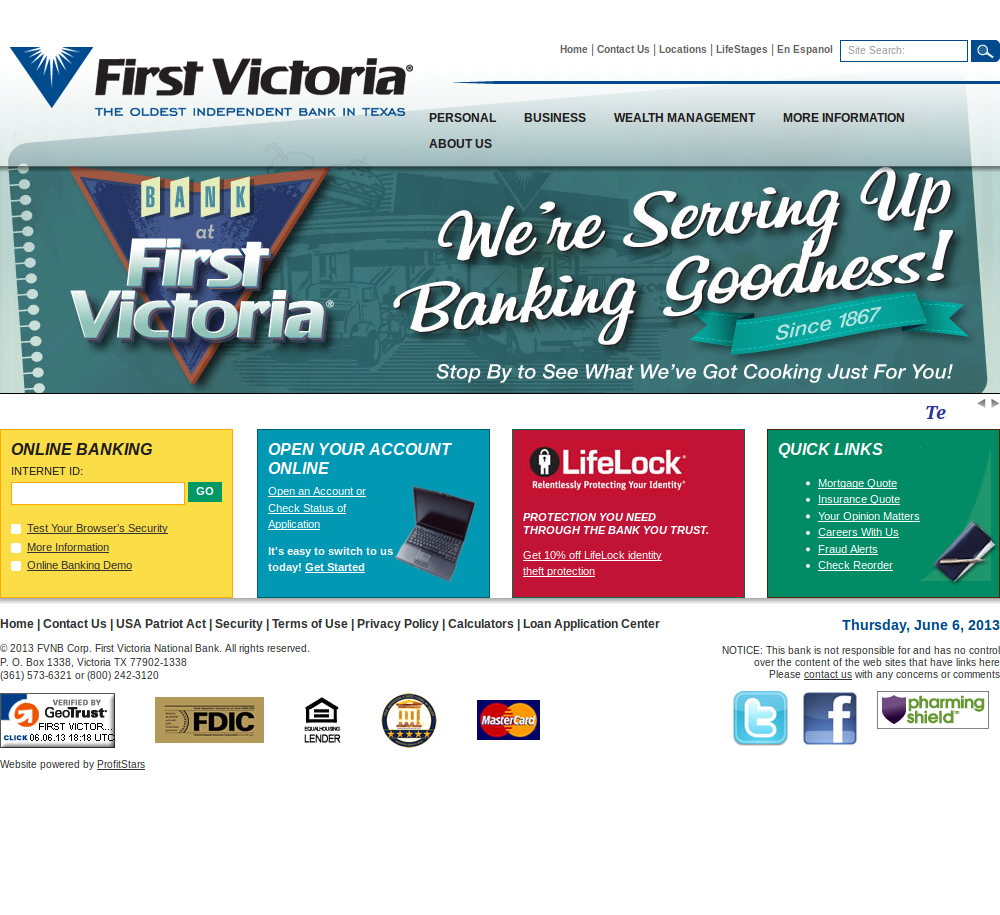 Home | Contact Us | Locations | LifeStages | En Espanol
Site Search:
First Victoria®
THE OLDEST INDEPENDENT BANK IN TEXAS
PERSONAL BUSINESS WEALTH MANAGEMENT MORE INFORMATION
ABOUT US
BANK
at
First
Victoria®
We're Serving Up
Banking Goodness!
Since 1867
Stop By to See What We've Got Cooking Just For You!
Te
ONLINE BANKING
INTERNET ID:
GO
Test Your Browser's Security
More Information
Online Banking Demo
OPEN YOUR ACCOUNT
ONLINE
Open an Account or
Check Status of
Application
It's easy to switch to us
today! Get Started
LifeLock®
Relentlessly Protecting Your Identity®
PROTECTION YOU NEED
THROUGH THE BANK YOU TRUST.
Get 10% off LifeLock identity
theft protection
QUICK LINKS
Mortgage Quote
Insurance Quote
Your Opinion Matters
Careers With Us
Fraud Alerts
Check Reorder
Home | Contact Us | USA Patriot Act | Security | Terms of Use | Privacy Policy | Calculators | Loan Application Center
Thursday, June 6, 2013
© 2013 FVNB Corp. First Victoria National Bank. All rights reserved.
P. O. Box 1338, Victoria TX 77902-1338
(361) 573-6321 or (800) 242-3120
NOTICE: This bank is not responsible for and has no control
over the content of the web sites that have links here
Please contact us with any concerns or comments
VERIFIED BY
GeoTrust™
FIRST VICTOR...
CLICK 06.06.13 18:18 UTC
FDIC
EQUAL HOUSING
LENDER
MasterCard
t
f
pharming
shield™
Website powered by ProfitStars